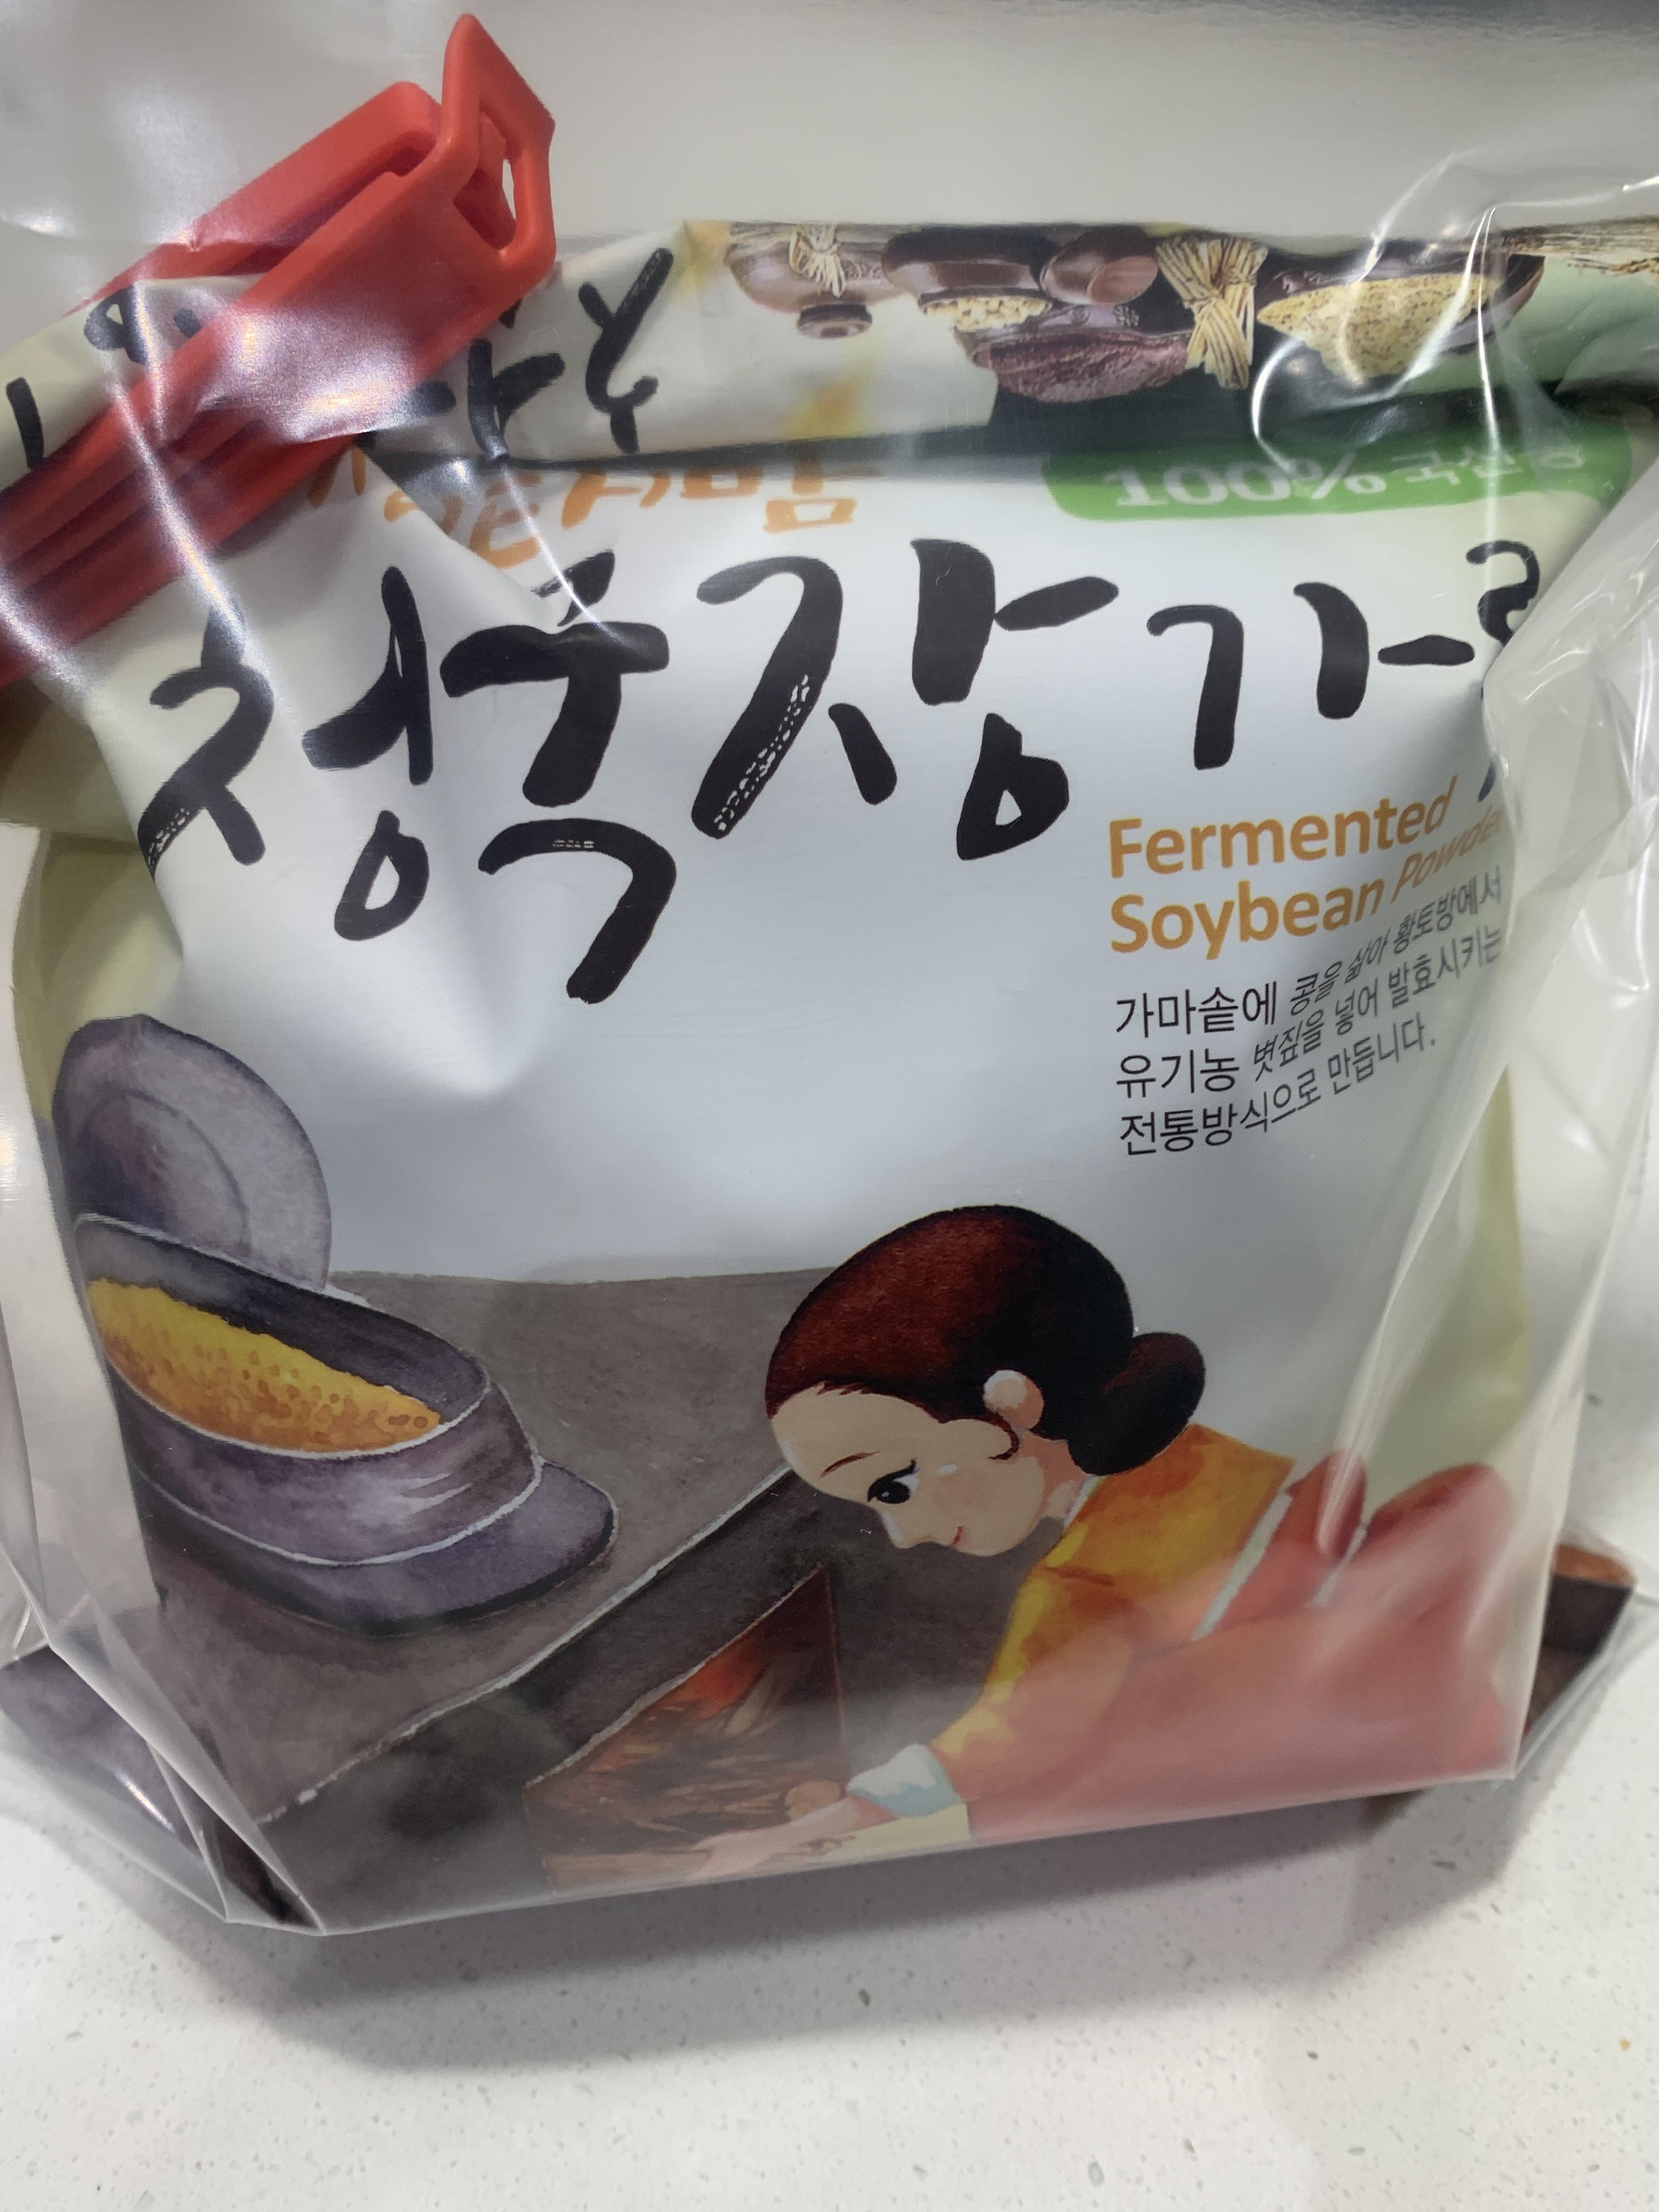 100% 국산콩
청국장가루
Fermented
Soybean Powder
가마솥에 콩을 삶아 황토방에서
유기농 볏짚을 넣어 발효시키는
전통방식으로 만듭니다.